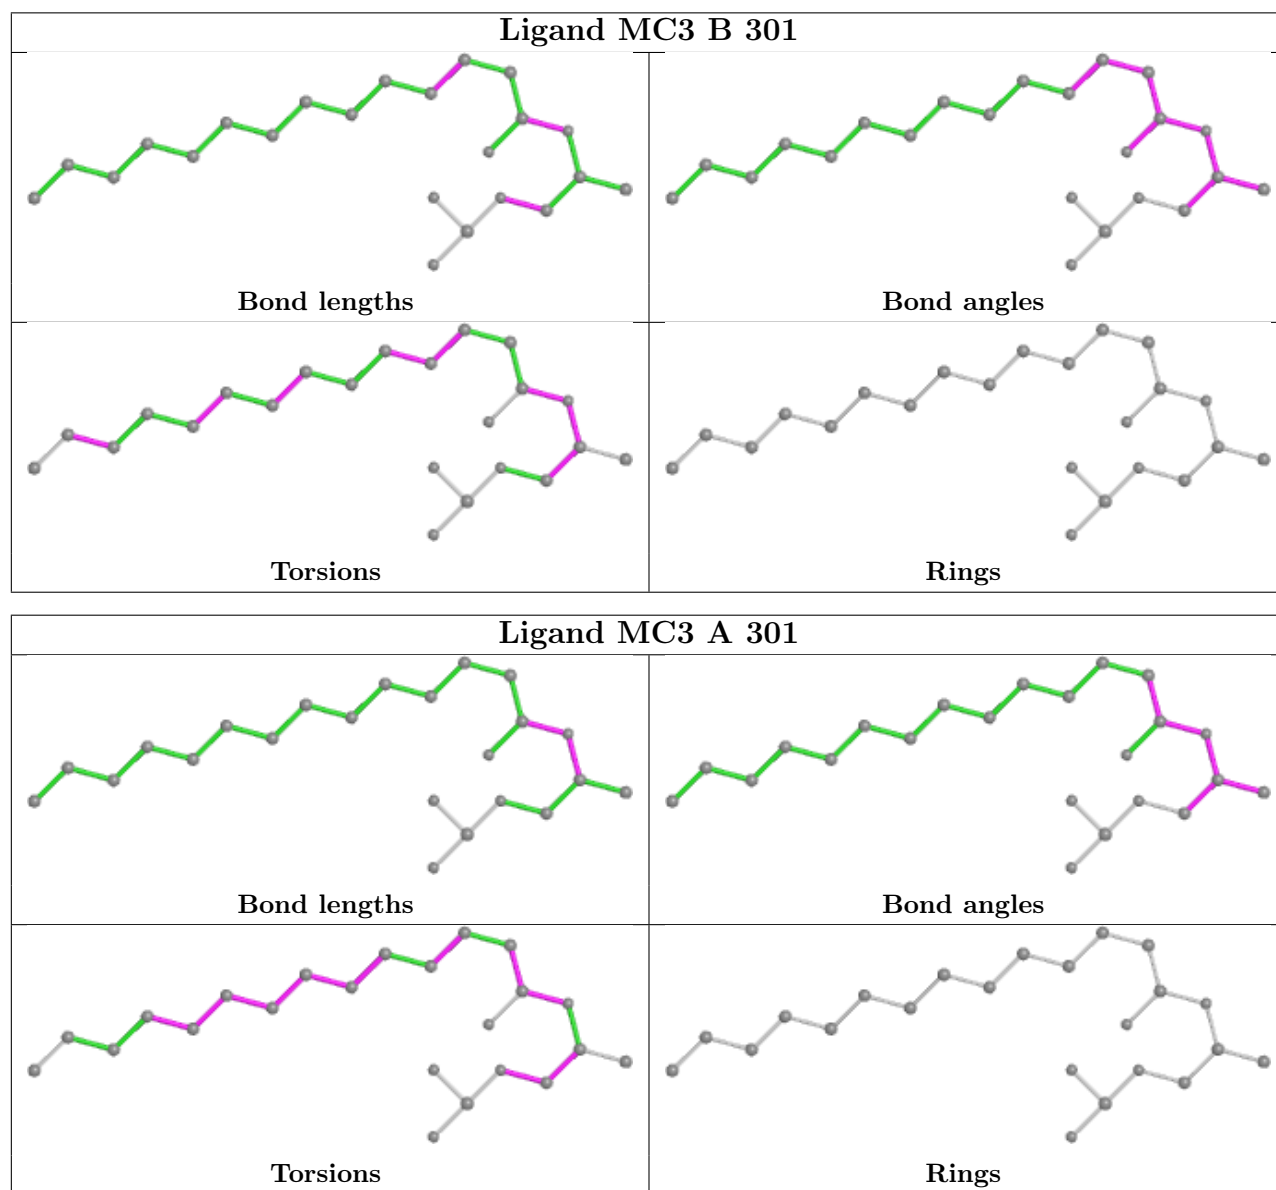 Ligand MC3 B 301
Bond lengths
Bond angles
Torsions
Rings
Ligand MC3 A 301
Bond lengths
Bond angles
Torsions
Rings